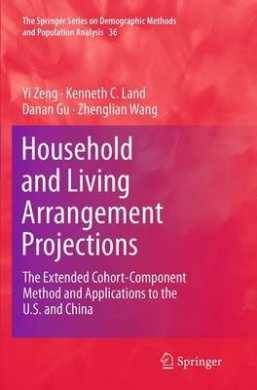 The Springer Series on Demographic Methods
and Population Analysis 36
Yi Zeng · Kenneth C. Land
Danan Gu · Zhenglian Wang
Household
and Living
Arrangement
Projections
The Extended Cohort-Component
Method and Applications to the
U.S. and China
Springer